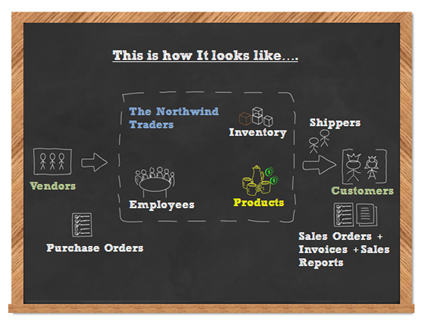 This is how It looks like….
The Northwind
Traders
Inventory
Shippers
Vendors
Employees
Products
Customers
Purchase Orders
Sales Orders +
Invoices +Sales
Reports